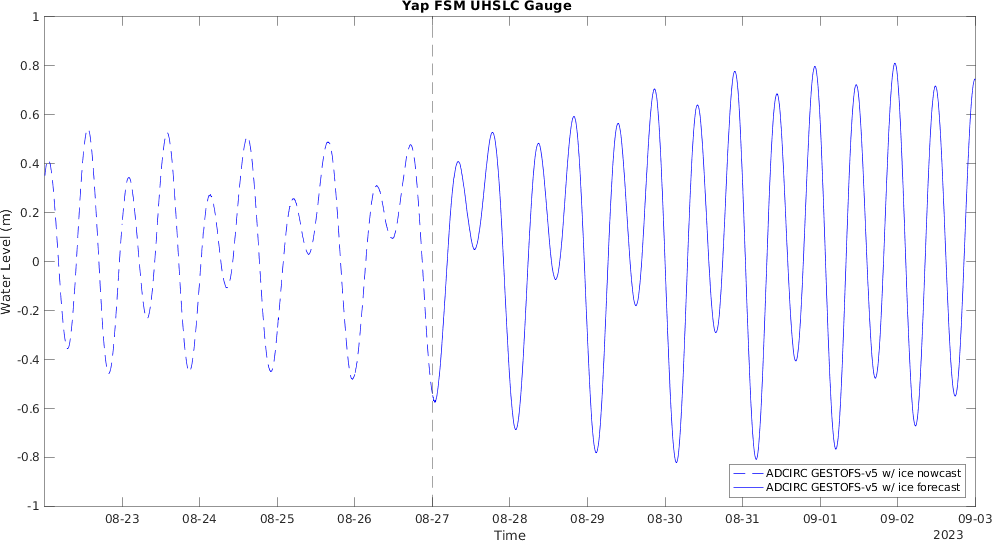 Yap FSM UHSLC Gauge
Water Level (m)
1
0.8
0.6
0.4
0.2
0
-0.2
-0.4
-0.6
-0.8
-1
ADCIRC GESTOFS-v5 w/ ice nowcast
ADCIRC GESTOFS-v5 w/ ice forecast
08-23 08-24 08-25 08-26 08-27 08-28 08-29 08-30 08-31 09-01 09-02 09-03
Time
2023